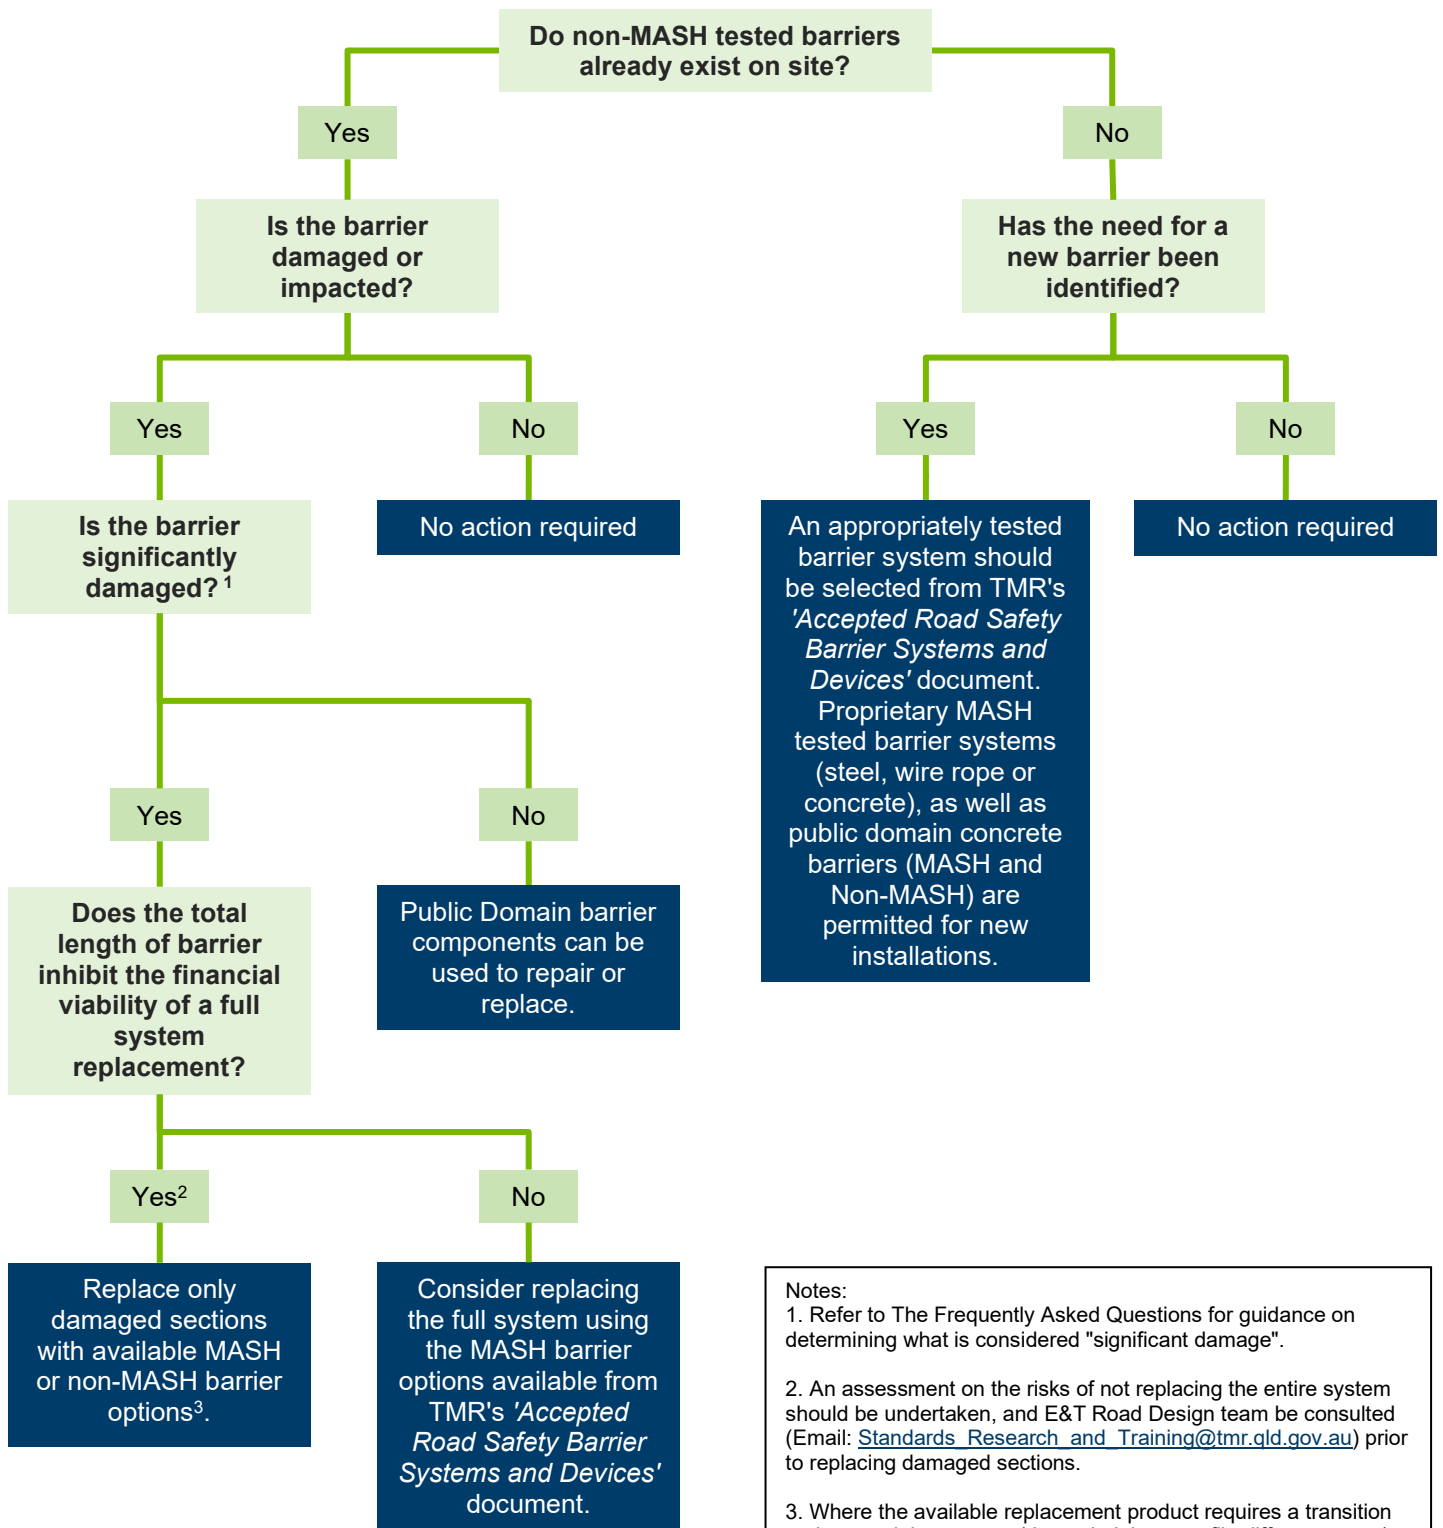 Do non-MASH tested barriers
already exist on site?
Yes
No
Is the barrier
damaged or
impacted?
Has the need for a
new barrier been
identified?
Yes
No
Yes
No
Is the barrier
significantly
damaged? 1
No action required
An appropriately tested
barrier system should
be selected from TMR's
'Accepted Road Safety
Barrier Systems and
Devices' document.
Proprietary MASH
tested barrier systems
(steel, wire rope or
concrete), as well as
public domain concrete
barriers (MASH and
Non-MASH) are
permitted for new
installations.
No action required
Yes
No
Does the total
length of barrier
inhibit the financial
viability of a full
system
replacement?
Public Domain barrier
components can be
used to repair or
replace.
Yes2
No
Replace only
damaged sections
with available MASH
or non-MASH barrier
options3.
Consider replacing
the full system using
the MASH barrier
options available from
TMR's 'Accepted
Road Safety Barrier
Systems and Devices'
document.
Notes:
1. Refer to The Frequently Asked Questions for guidance on
determining what is considered "significant damage".
2. An assessment on the risks of not replacing the entire system
should be undertaken, and E&T Road Design team be consulted
(Email: Standards_Research_and_Training@tmr.qld.gov.au) prior
to replacing damaged sections.
3. Where the available replacement product requires a transition